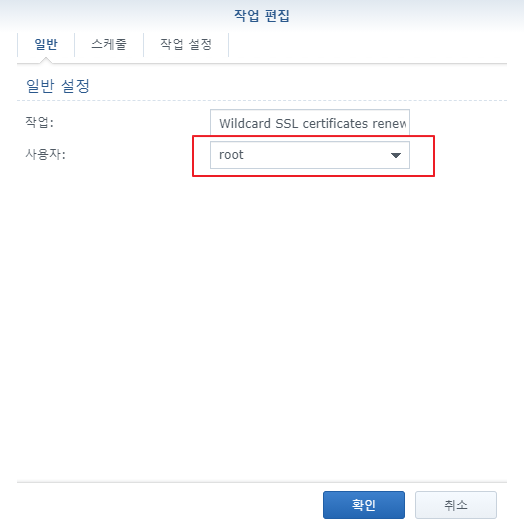 작업 편집
일반 스케줄 작업 설정
일반 설정
작업: Wildcard SSL certificates renew
사용자: root
확인 취소